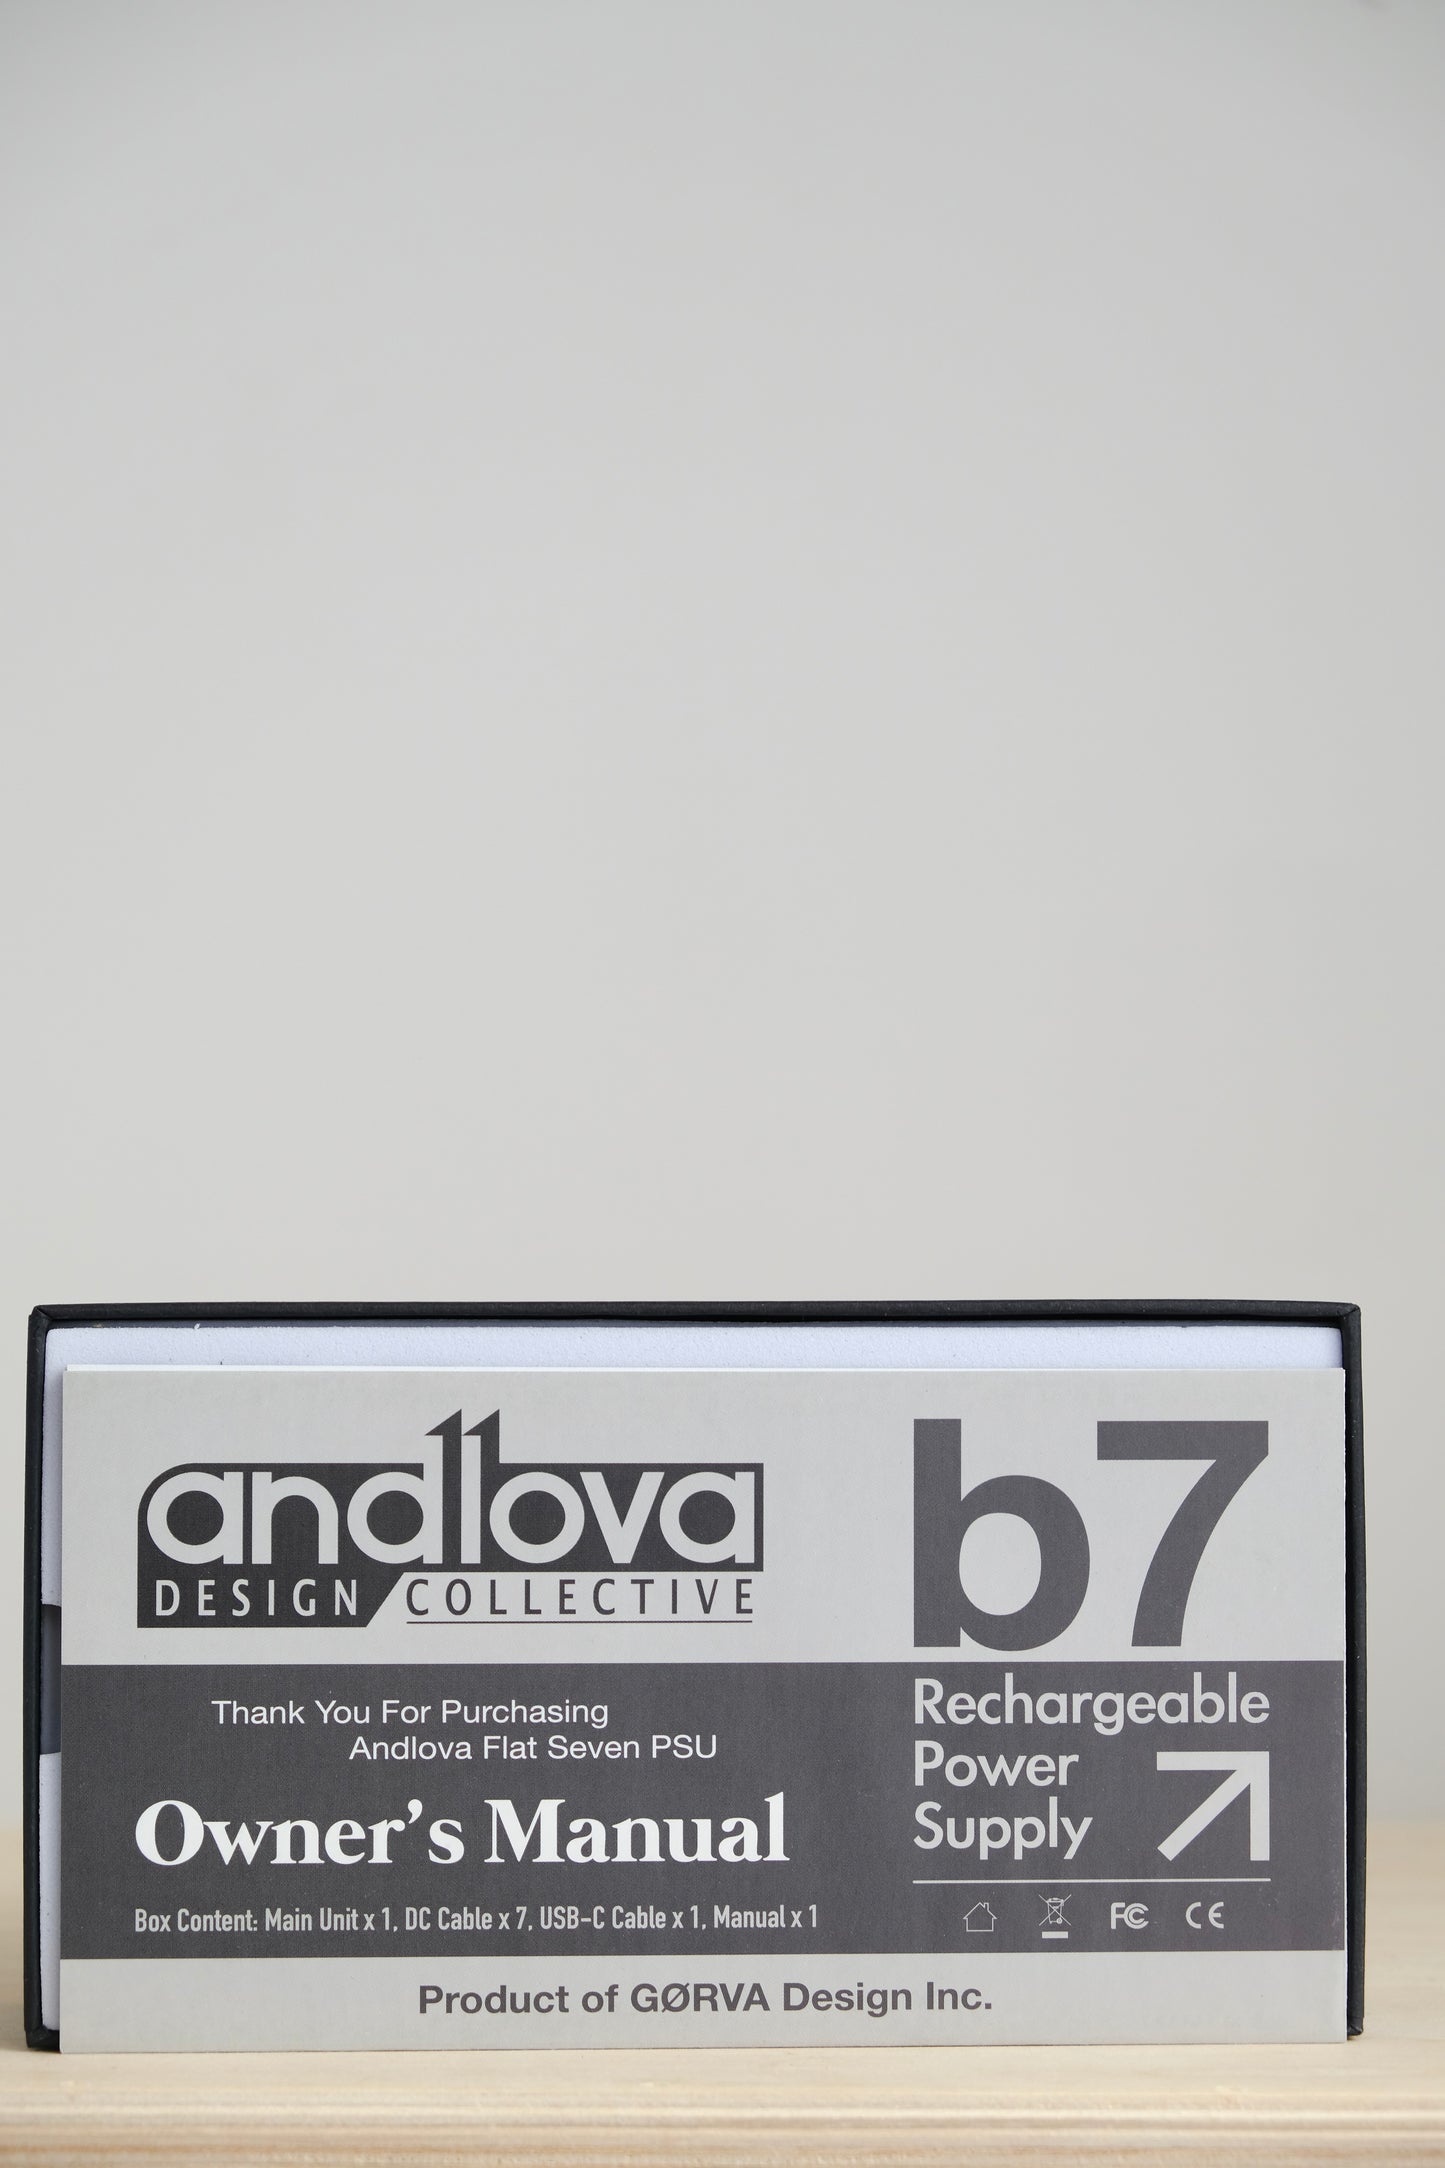 andlova
DESIGN COLLECTIVE
b7
Thank You For Purchasing
Andlova Flat Seven PSU
Owner's Manual
Box Content: Main Unit x 1, DC Cable x 7, USB-C Cable x 1, Manual x 1
Rechargeable
Power
Supply
FC CE
Product of GØRVA Design Inc.